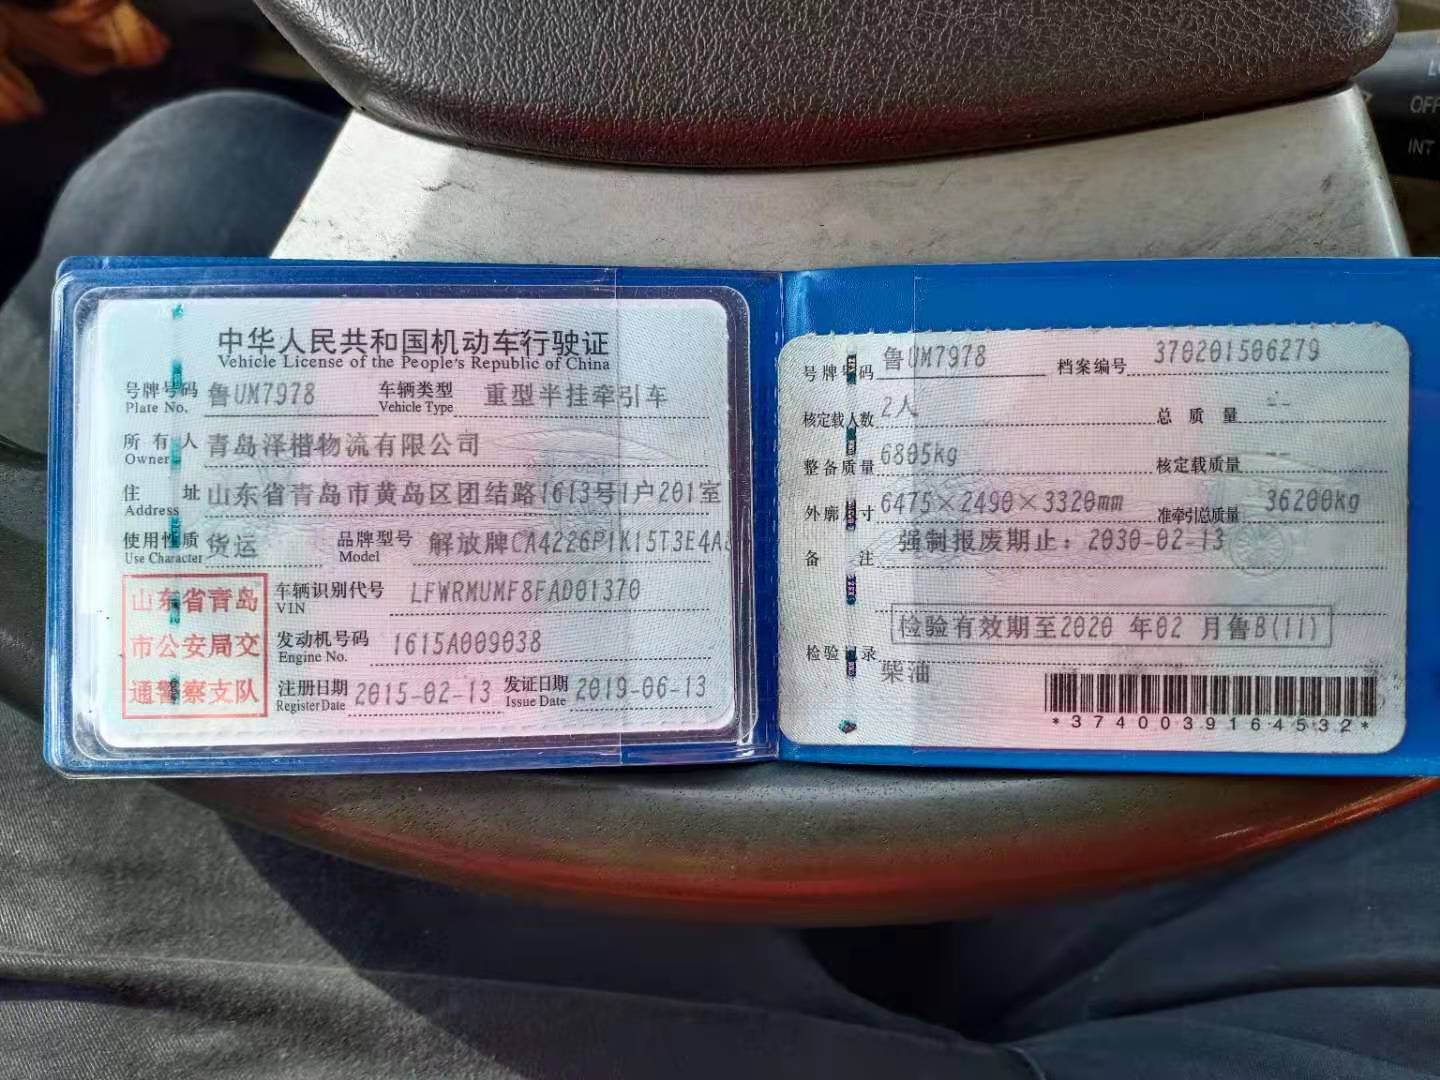 中华人民共和国机动车行驶证
Vehicle License of the People's Republic of China
号牌号码 鲁UM7978 车辆类型 重型半挂牵引车
Plate No. Vehicle Type
所有人 青岛泽楷物流有限公司
Owner
住址 山东省青岛市黄岛区团结路1613号1户201室
Address
使用性质 货运 品牌型号 解放牌CA4226P1K15T3E4A
Use Character Model
山东省青岛
市公安局交
通警察支队
车辆识别代号 LFWRMUMF8FAD01370
VIN
发动机号码 1615A009038
Engine No.
注册日期 2015-02-13 发证日期 2019-06-13
Register Date Issue Date
号牌号码 鲁UM7978 档案编号 370201506279
核定载人数 2人 总质量 --
整备质量 6805kg 核定载质量 --
外廓尺寸 6475×2490×3320mm 准牵引总质量 36200kg
备注 强制报废期止：2030-02-13
检验有效期至2020 年02 月鲁B(11)
检验记录
柴油
*3740039164532*
OFF
INT